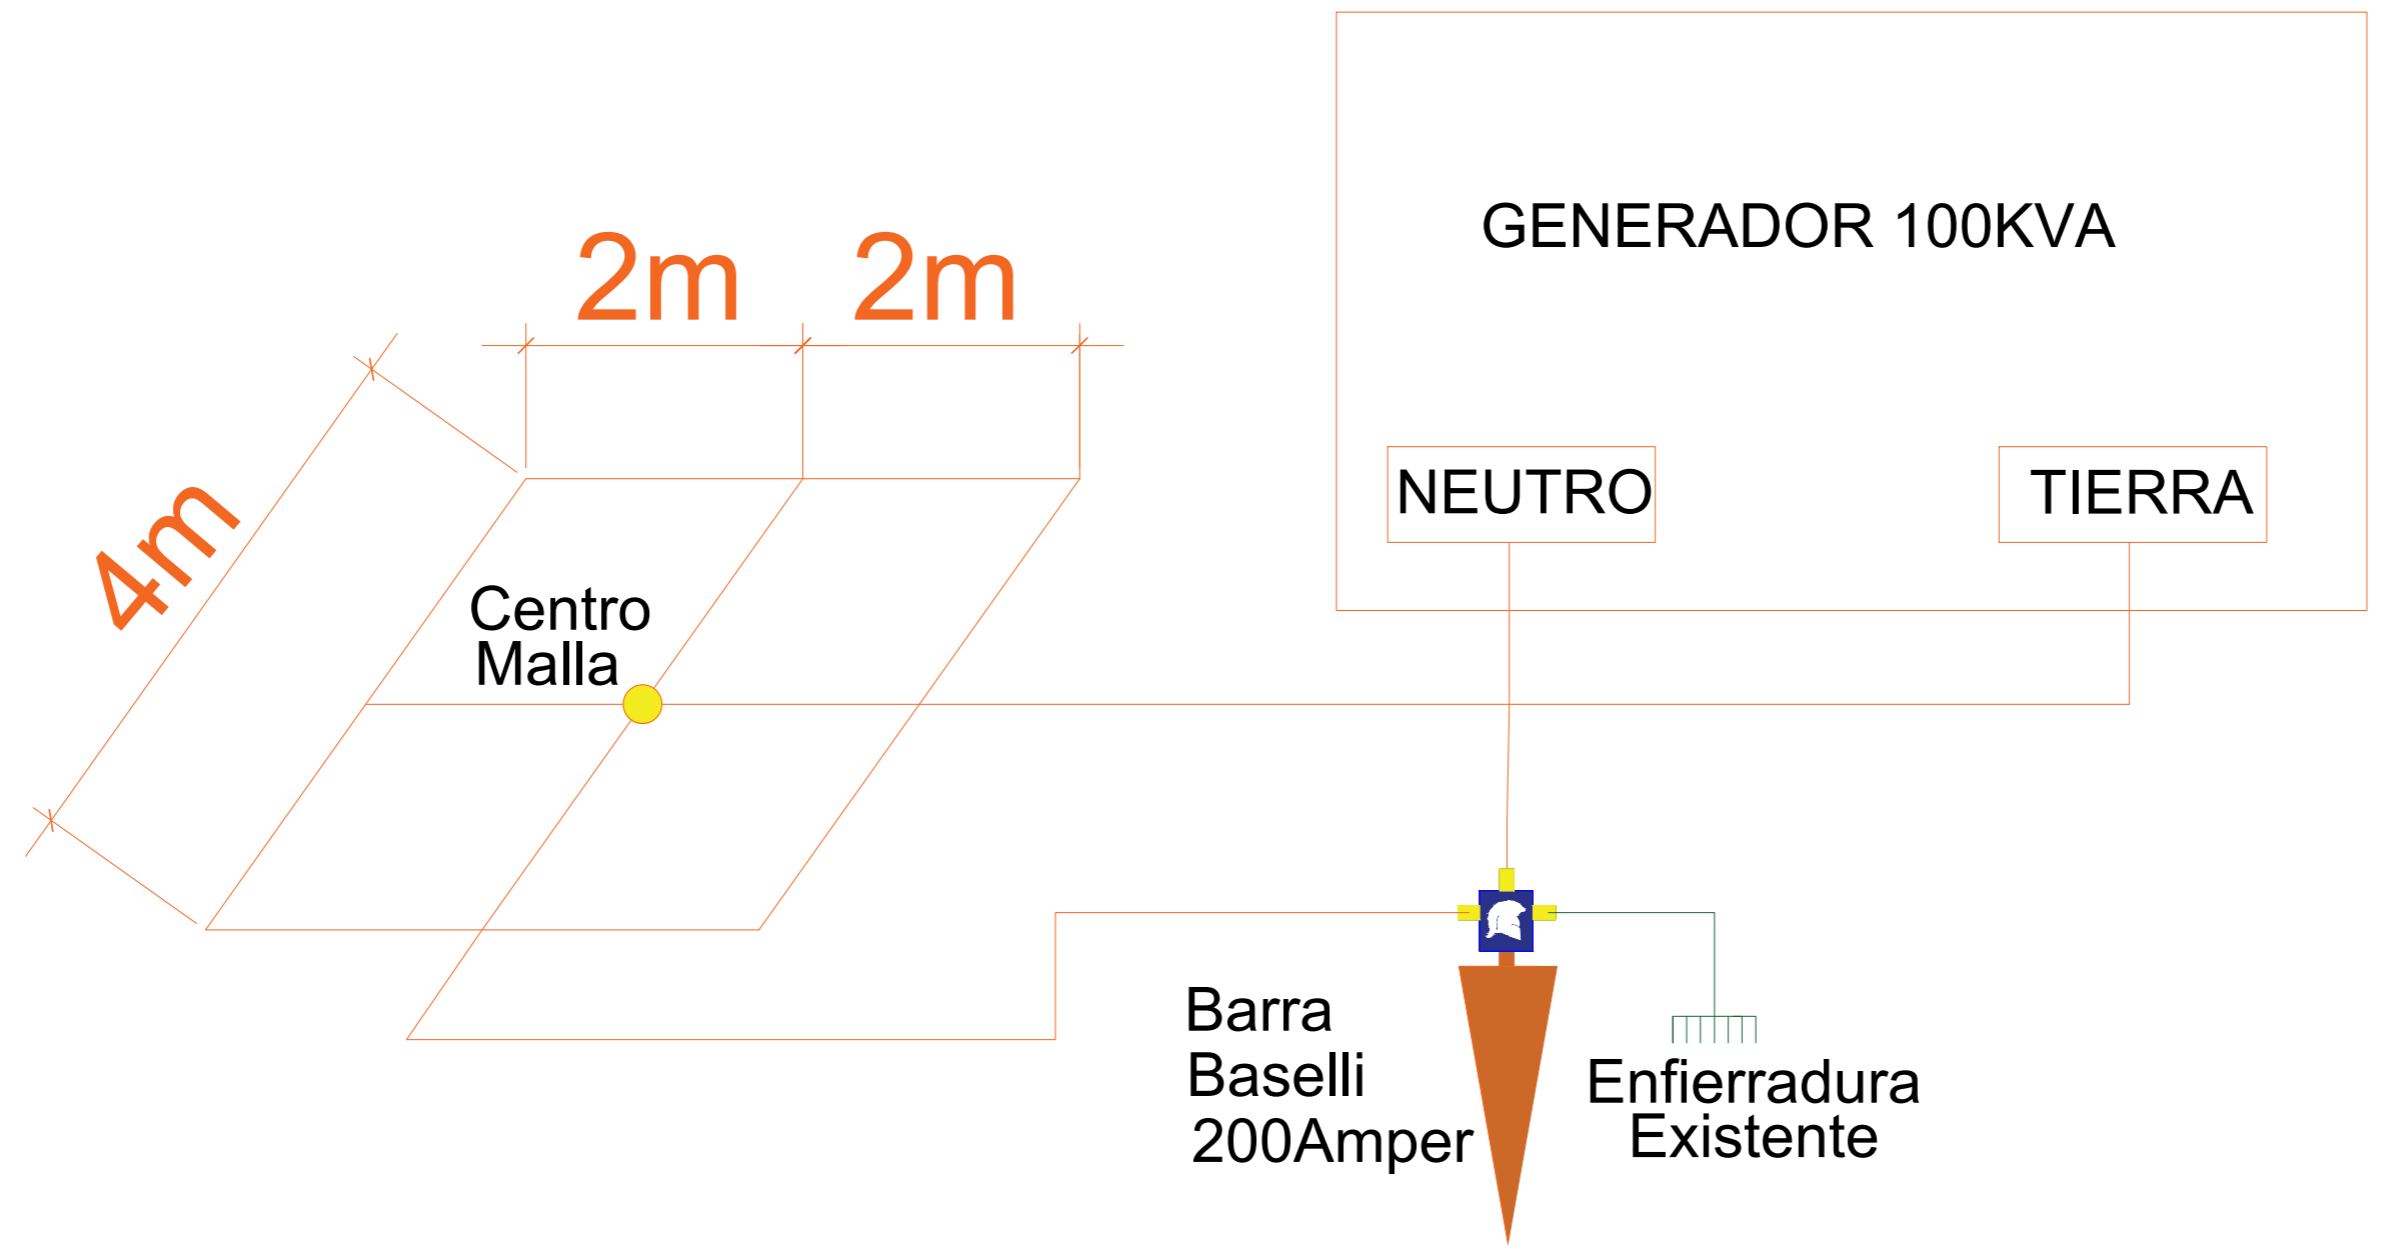 GENERADOR 100KVA
2m
2m
4m
NEUTRO
TIERRA
Centro
Malla
Barra
Baselli
200Amper
Enfierradura
Existente